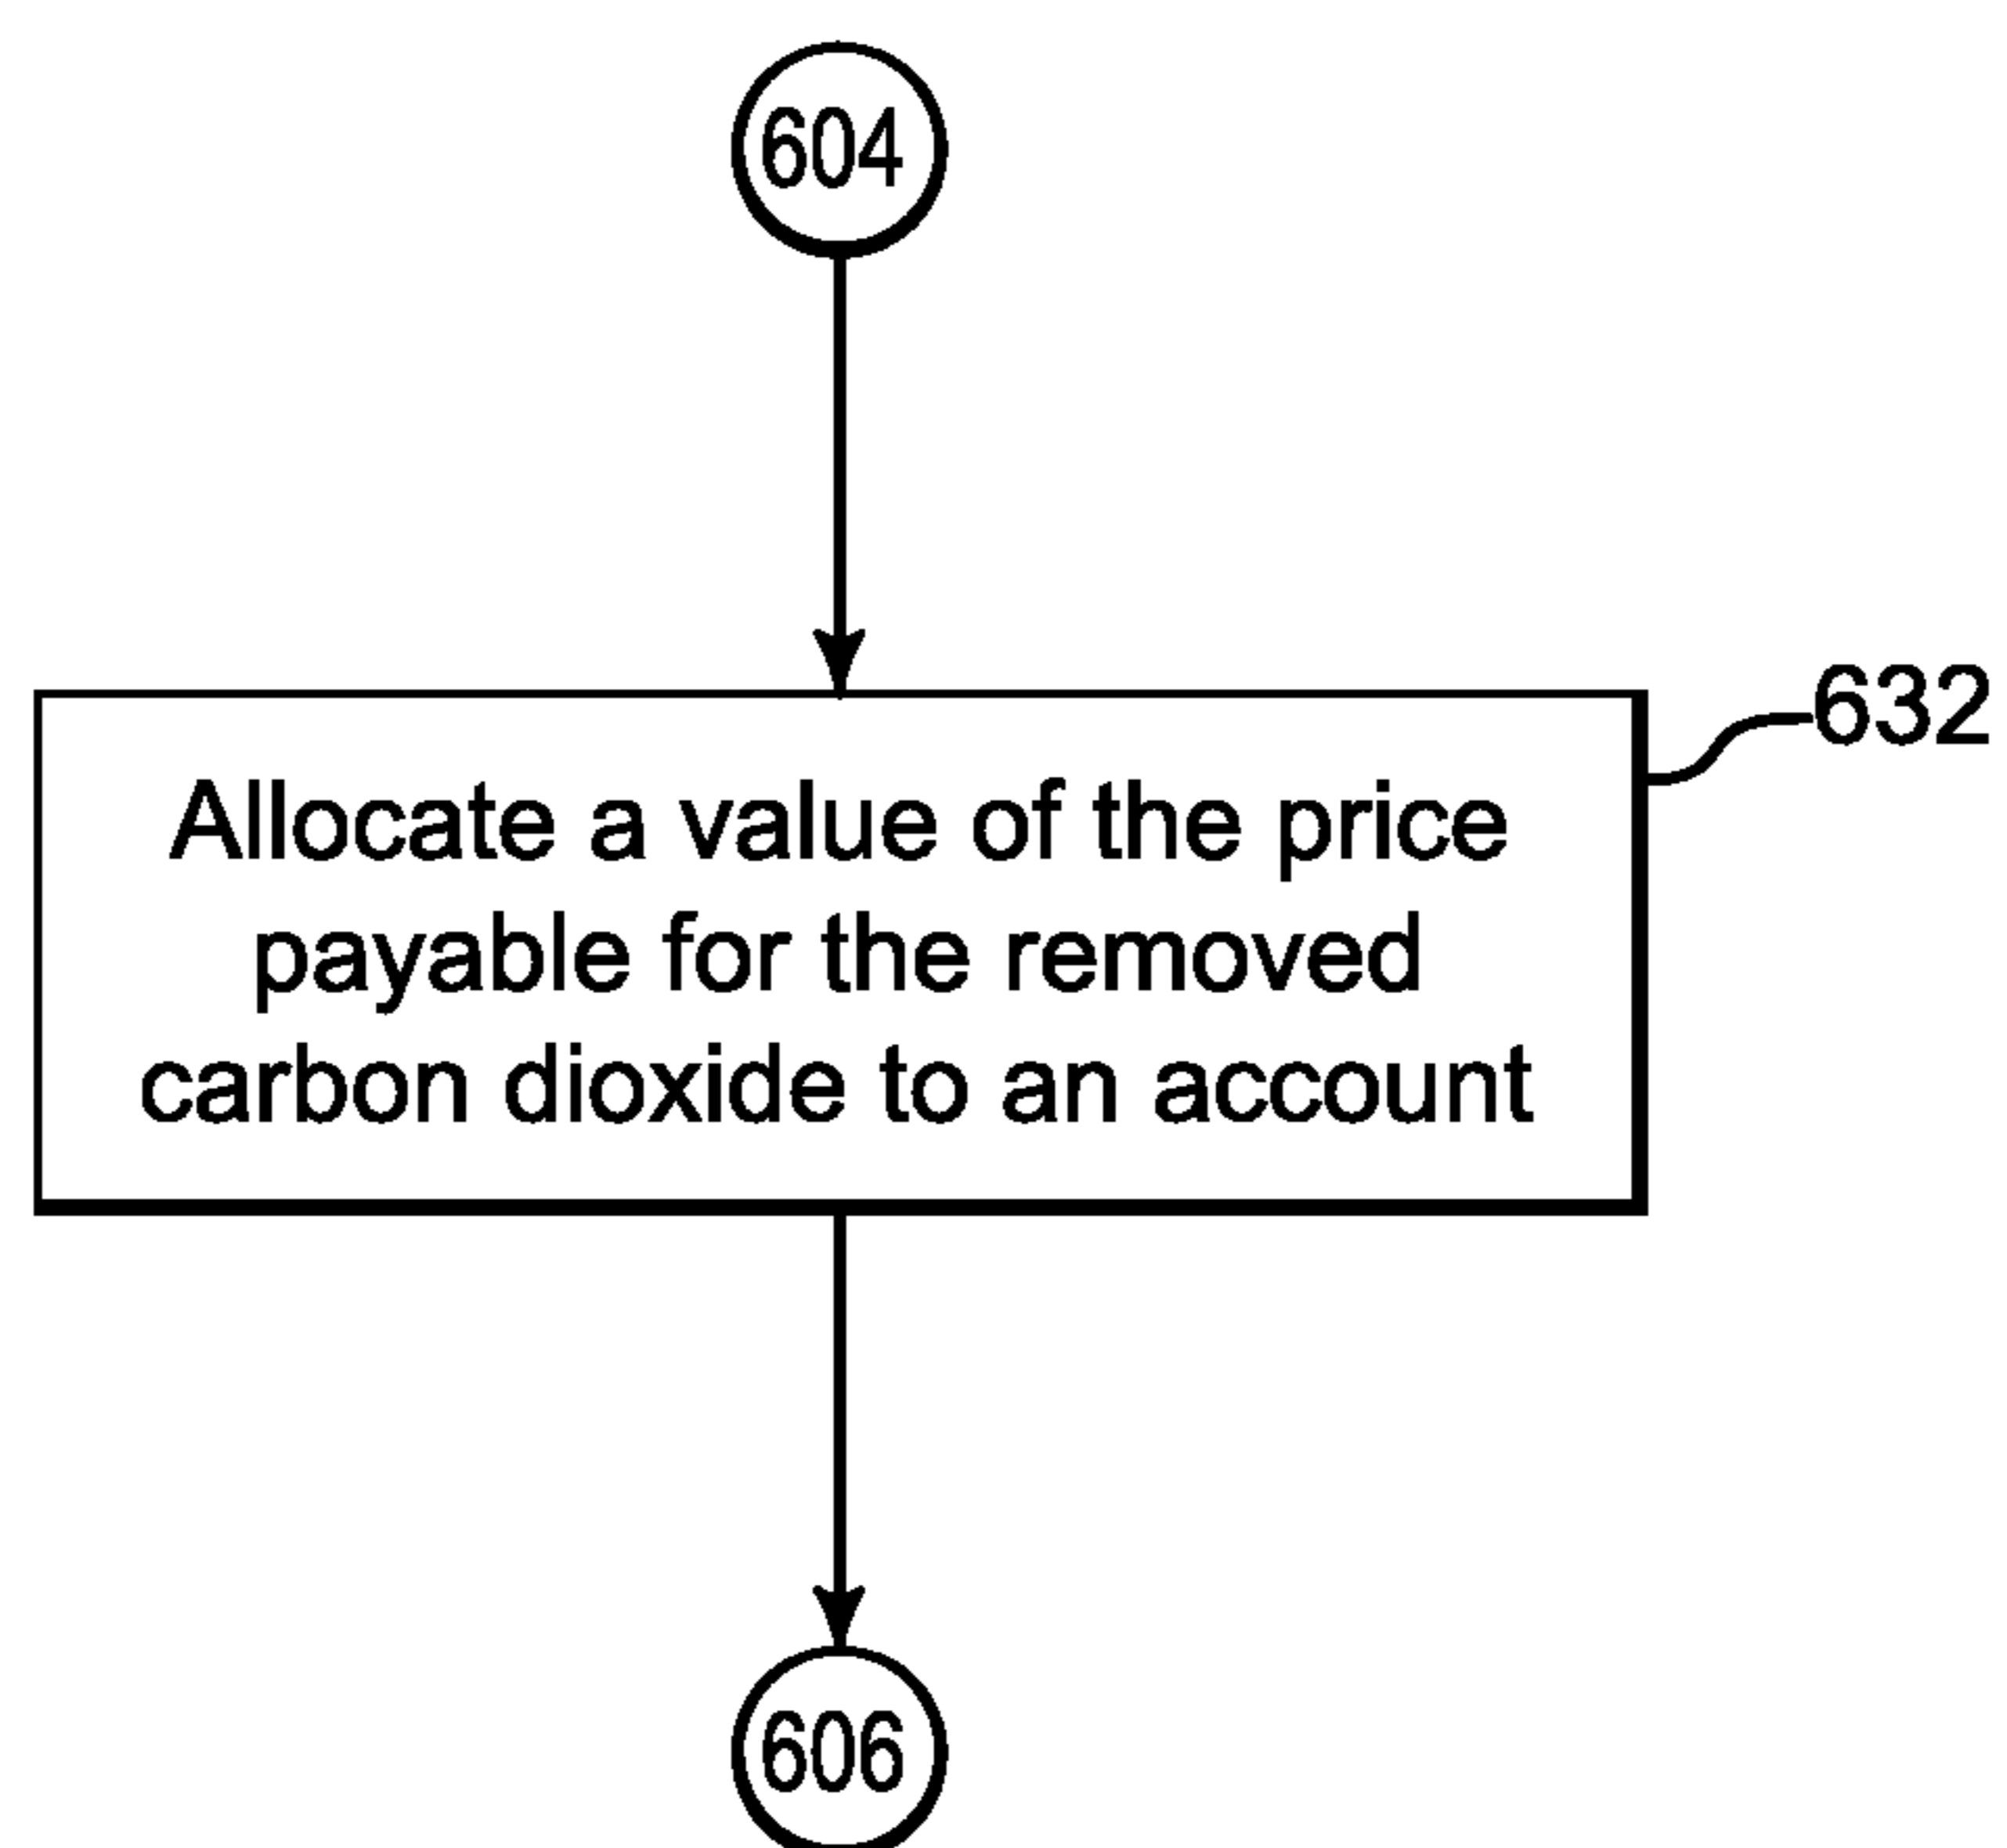 604
632
Allocate a value of the price
payable for the removed
carbon dioxide to an account
606